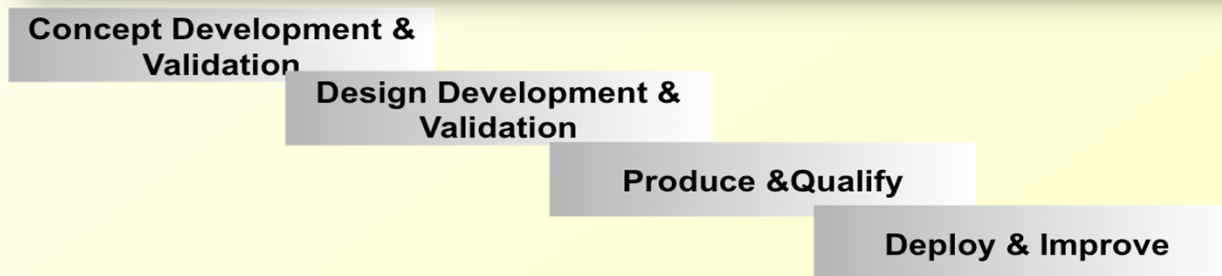 Concept Development &
Validation
Design Development &
Validation
Produce &Qualify
Deploy & Improve